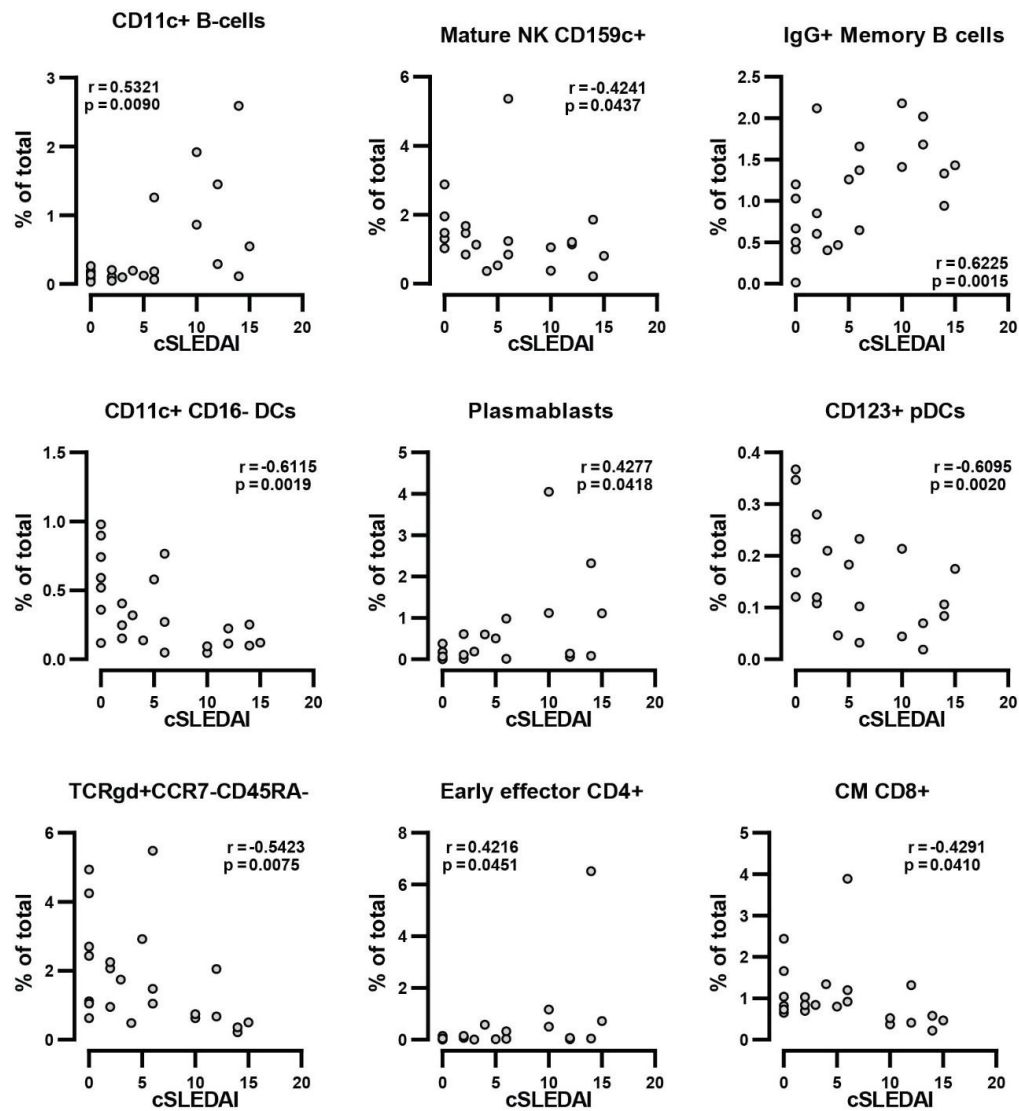 CD11c+ B-cells
r = 0.5321
p = 0.0090
% of total
3
2
1
0
0 5 10 15 20
cSLEDAI
Mature NK CD159c+
r = -0.4241
p = 0.0437
% of total
6
4
2
0
0 5 10 15 20
cSLEDAI
IgG+ Memory B cells
% of total
2.5
2.0
1.5
1.0
0.5
0.0
r = 0.6225
p = 0.0015
0 5 10 15 20
cSLEDAI
CD11c+ CD16- DCs
r = -0.6115
p = 0.0019
% of total
1.5
1.0
0.5
0.0
0 5 10 15 20
cSLEDAI
Plasmablasts
r = 0.4277
p = 0.0418
% of total
5
4
3
2
1
0
0 5 10 15 20
cSLEDAI
CD123+ pDCs
r = -0.6095
p = 0.0020
% of total
0.4
0.3
0.2
0.1
0.0
0 5 10 15 20
cSLEDAI
TCRgd+CCR7-CD45RA-
r = -0.5423
p = 0.0075
% of total
6
4
2
0
0 5 10 15 20
cSLEDAI
Early effector CD4+
r = 0.4216
p = 0.0451
% of total
8
6
4
2
0
0 5 10 15 20
cSLEDAI
CM CD8+
r = -0.4291
p = 0.0410
% of total
5
4
3
2
1
0
0 5 10 15 20
cSLEDAI